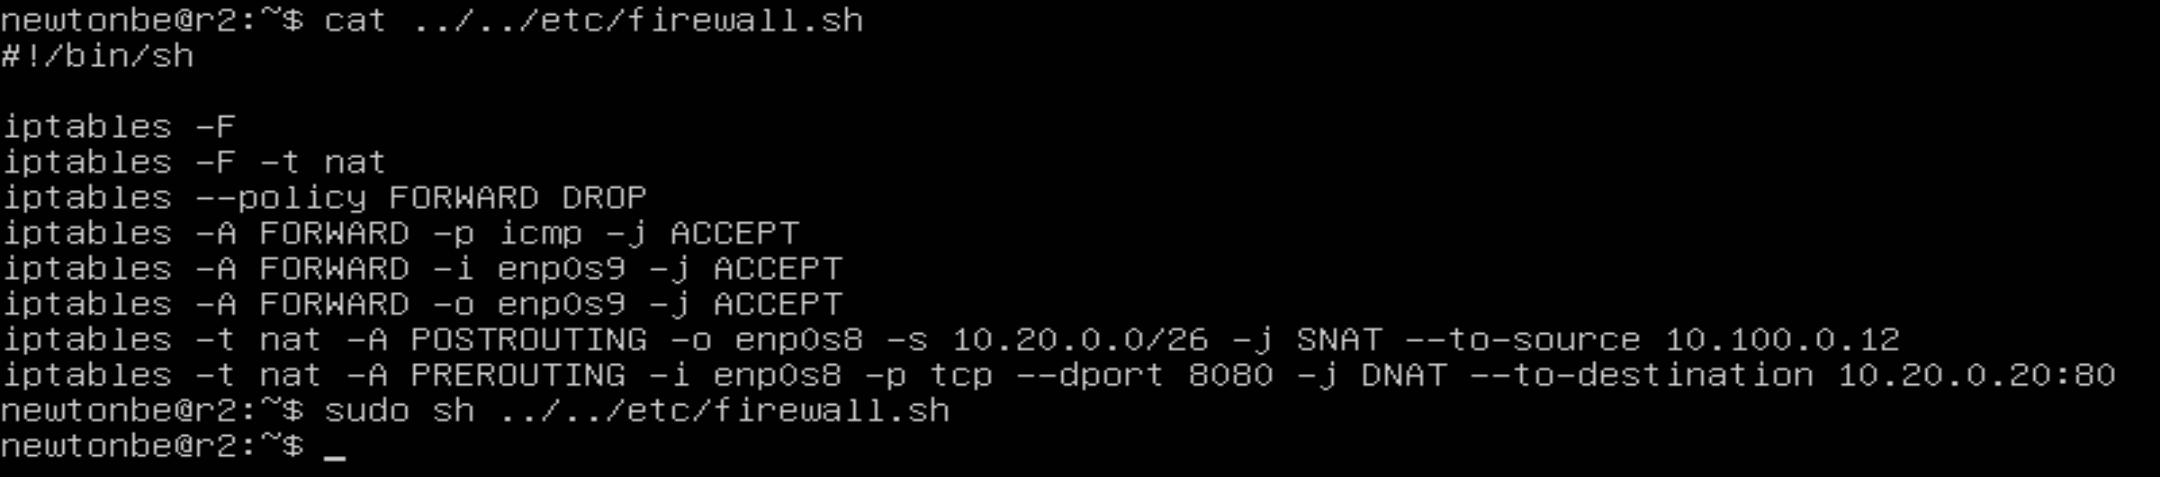 newtonbe@r2:~$ cat ../../etc/firewall.sh
#!/bin/sh
iptables -F
iptables -F -t nat
iptables --policy FORWARD DROP
iptables -A FORWARD -p icmp -j ACCEPT
iptables -A FORWARD -i enp0s9 -j ACCEPT
iptables -A FORWARD -o enp0s9 -j ACCEPT
iptables -t nat -A POSTROUTING -o enp0s8 -s 10.20.0.0/26 -j SNAT --to-source 10.100.0.12
iptables -t nat -A PREROUTING -i enp0s8 -p tcp --dport 8080 -j DNAT --to-destination 10.20.0.20:80
newtonbe@r2:~$ sudo sh ../../etc/firewall.sh
newtonbe@r2:~$ _